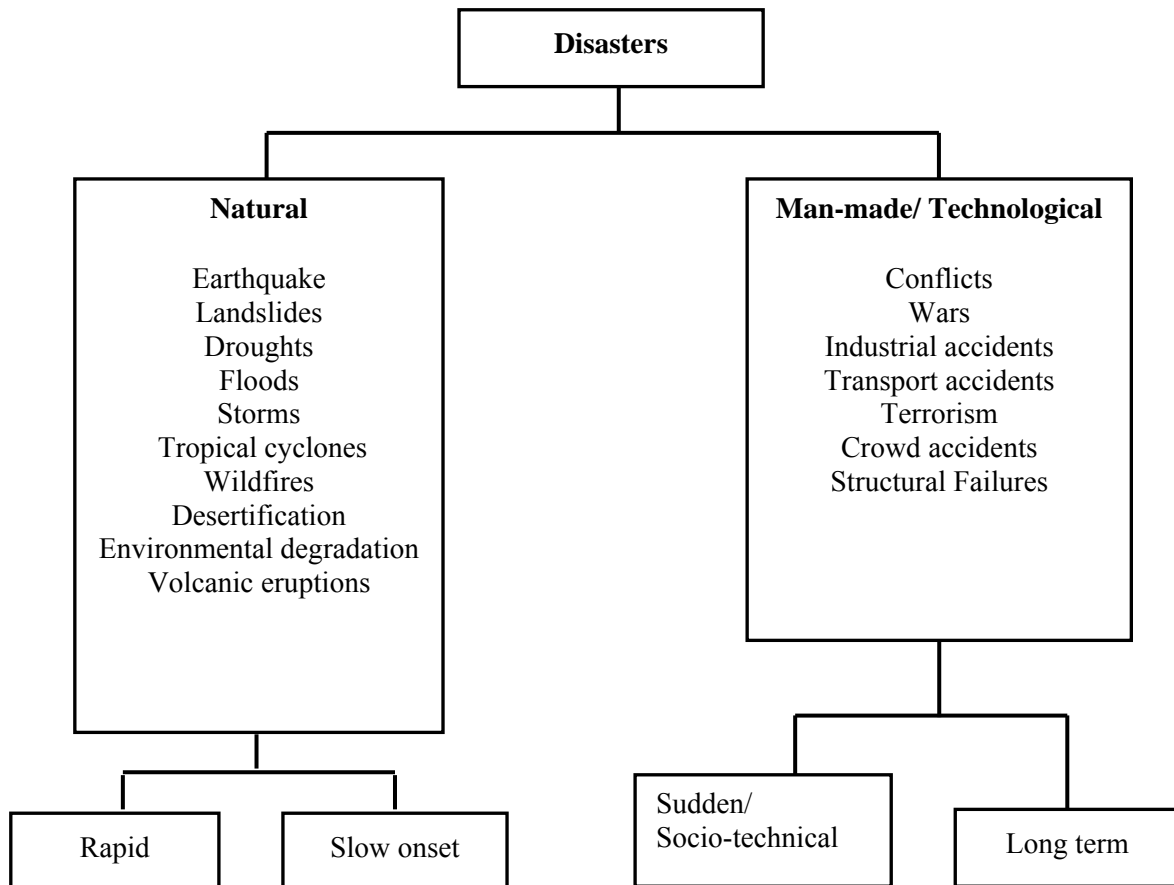 Disasters
Natural
Earthquake
Landslides
Droughts
Floods
Storms
Tropical cyclones
Wildfires
Desertification
Environmental degradation
Volcanic eruptions
Man-made/ Technological
Conflicts
Wars
Industrial accidents
Transport accidents
Terrorism
Crowd accidents
Structural Failures
Rapid
Slow onset
Sudden/
Socio-technical
Long term